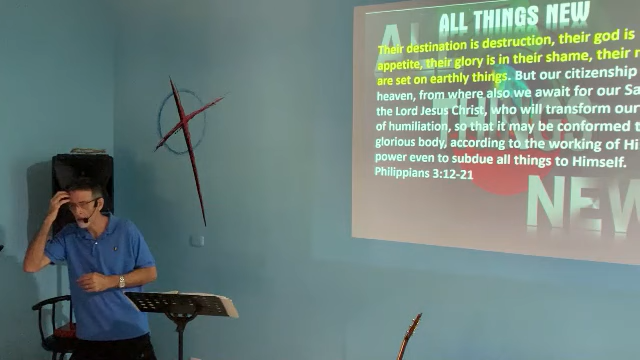 ALL THINGS NEW
Their destination is destruction, their god is
appetite, their glory is in their shame, their
are set on earthly things. But our citizenship
heaven, from where also we await for our
the Lord Jesus Christ, who will transform our
of humiliation, so that it may be conformed
glorious body, according to the working of
power even to subdue all things to Himself.
Philippians 3:12-21
ALL
THINGS
NEW